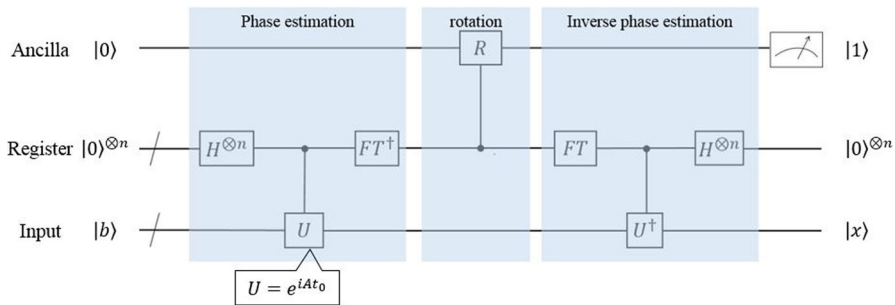 Phase estimation rotation Inverse phase estimation
Ancilla |0⟩ R |1⟩
Register |0⟩^{⊗n} H^{⊗n} FT^† FT H^{⊗n} |0⟩^{⊗n}
Input |b⟩ U U^† |x⟩
U = e^{iAt_0}